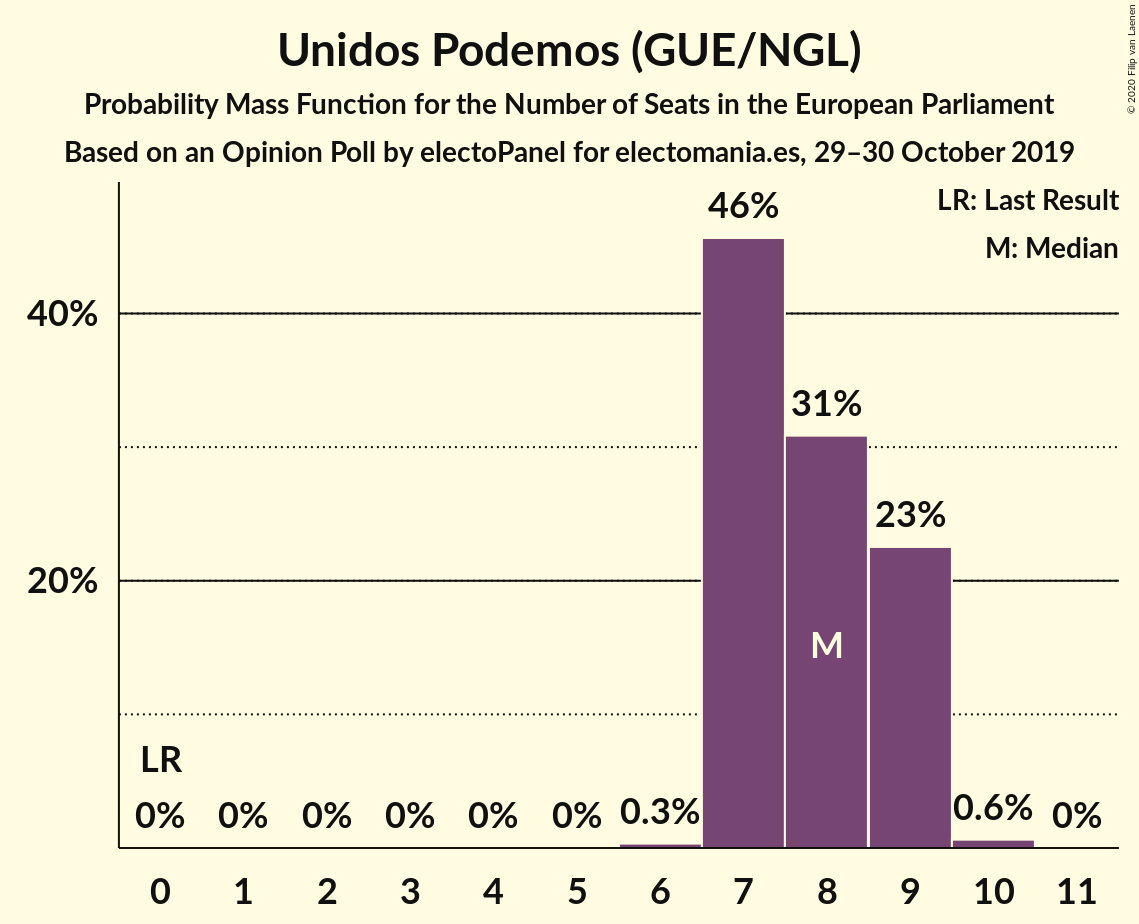 Unidos Podemos (GUE/NGL)
Probability Mass Function for the Number of Seats in the European Parliament
Based on an Opinion Poll by electoPanel for electomania.es, 29–30 October 2019
© 2020 Filip van Laenen
LR: Last Result
M: Median
46%
40%
31%
23%
20%
M
LR
0% 0% 0% 0% 0% 0% 0.3% 0.6% 0%
0 1 2 3 4 5 6 7 8 9 10 11